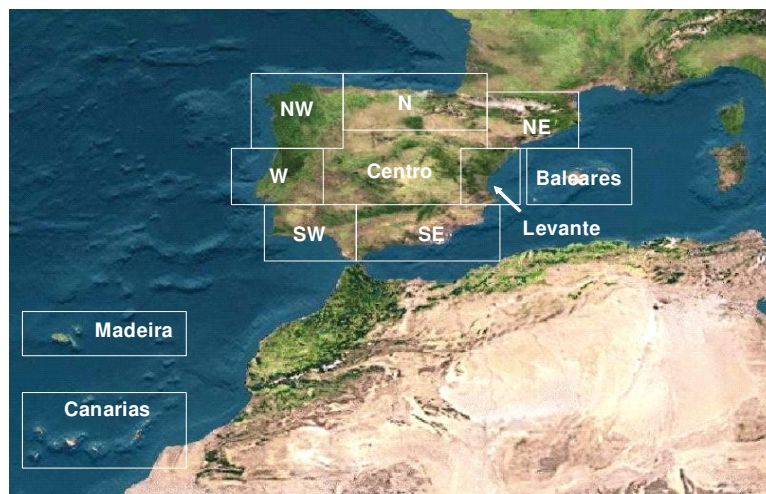 NW
N
NE
W
Centro
Baleares
Levante
SW
SE
Madeira
Canarias